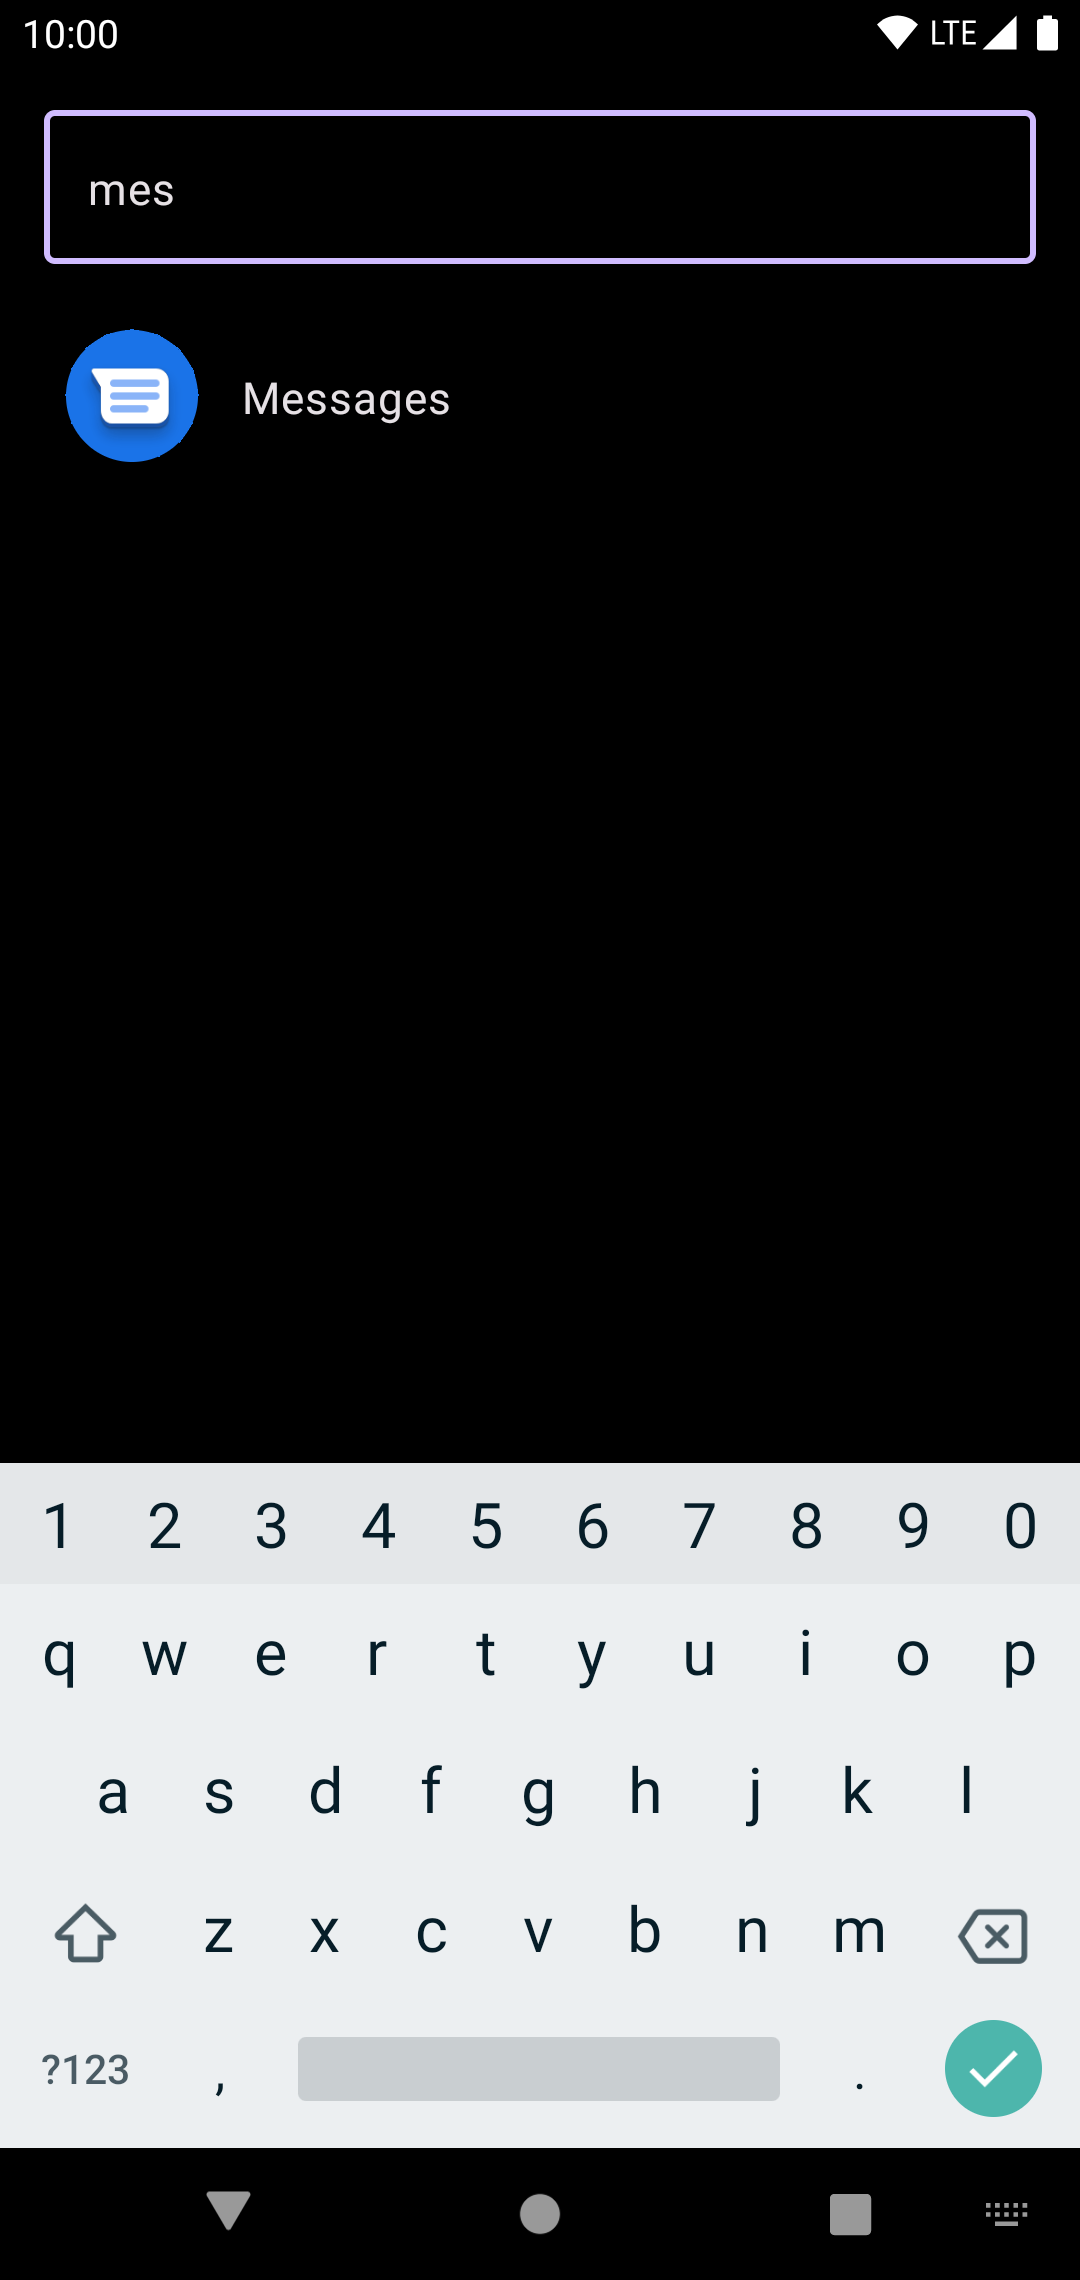 10:00 LTE
mes
Messages
1 2 3 4 5 6 7 8 9 0
q w e r t y u i o p
a s d f g h j k l
z x c v b n m
?123 , .